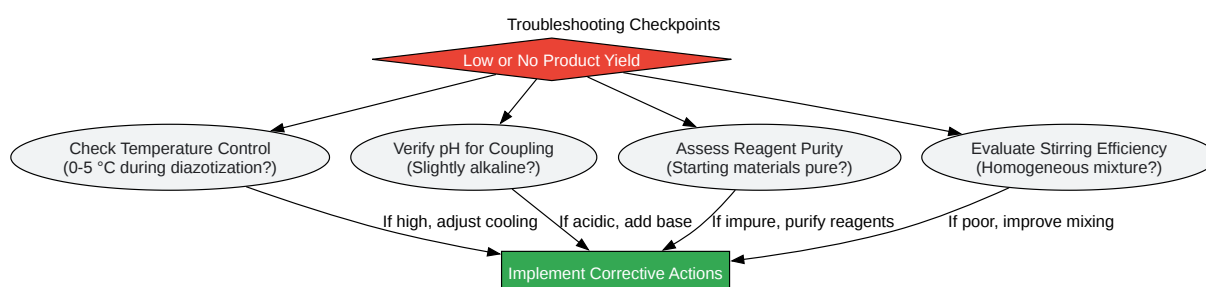 Troubleshooting Checkpoints
Low or No Product Yield
Check Temperature Control
(0-5 °C during diazotization?)
Verify pH for Coupling
(Slightly alkaline?)
Assess Reagent Purity
(Starting materials pure?)
Evaluate Stirring Efficiency
(Homogeneous mixture?)
If high, adjust cooling
If acidic, add base
If impure, purify reagents
If poor, improve mixing
Implement Corrective Actions